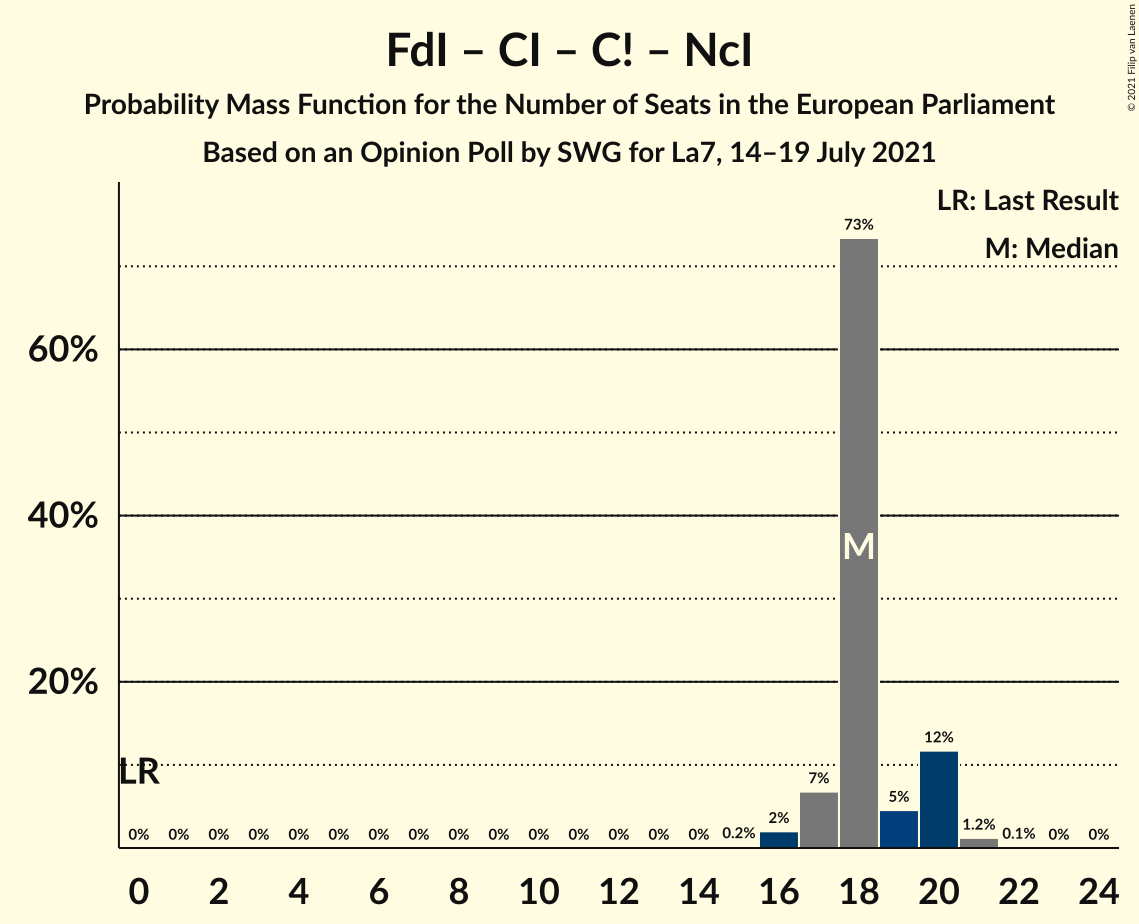 FdI – CI – C! – NcI
Probability Mass Function for the Number of Seats in the European Parliament
Based on an Opinion Poll by SWG for La7, 14–19 July 2021
© 2021 Filip van Laenen
LR: Last Result
M: Median
60%
40%
20%
LR
M
0% 0% 0% 0% 0% 0% 0% 0% 0% 0% 0% 0% 0% 0% 0% 0.2% 2% 7% 73% 5% 12% 1.2% 0.1% 0% 0%
0 2 4 6 8 10 12 14 16 18 20 22 24